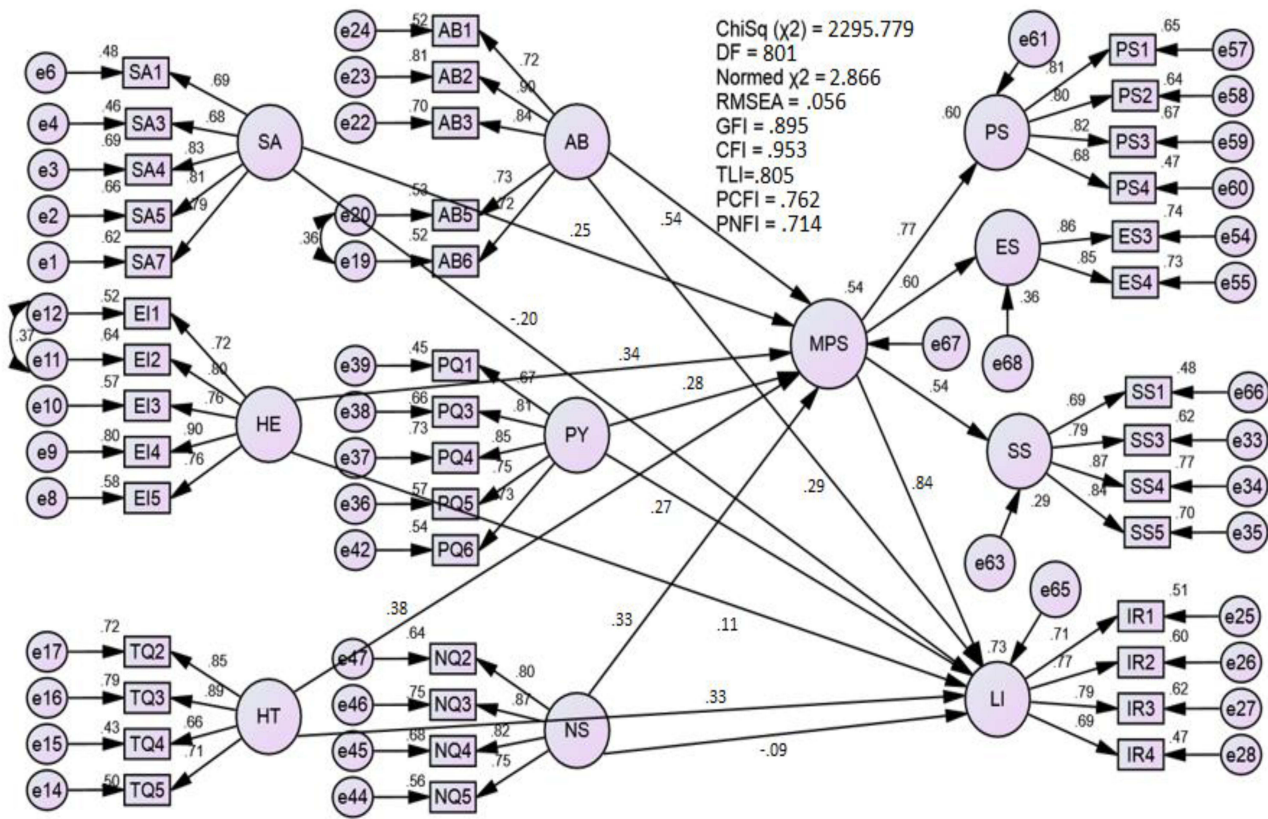 ChiSq (χ2) = 2295.779
DF = 801
Normed χ2 = 2.866
RMSEA = .056
GFI = .895
CFI = .953
TLI=.805
PCFI = .762
PNFI = .714
e6 .48 SA1 .69
e4 .46 SA3 .68
e3 .69 SA4 .83
e2 .66 SA5 .81
e1 .62 SA7 .79
SA
e12 .52 EI1 .72
.37
e11 .64 EI2 .80
e10 .57 EI3 .76
e9 .80 EI4 .90
e8 .58 EI5 .76
HE
e17 .72 TQ2 .85
e16 .79 TQ3 .89
e15 .43 TQ4 .66
e14 .50 TQ5 .71
HT
e24 .52 AB1 .72
e23 .81 AB2 .90
e22 .70 AB3 .84
e20 .53 AB5 .73
.36
e19 .52 AB6 .72
AB
e39 .45 PQ1 .67
e38 .66 PQ3 .81
e37 .73 PQ4 .85
e36 .57 PQ5 .75
e42 .54 PQ6 .73
PY
e47 .64 NQ2 .80
e46 .75 NQ3 .87
e45 .68 NQ4 .82
e44 .56 NQ5 .75
NS
.25
.54
-.20
.34
.28
.29
.27
.38
.33
.11
.33
-.09
.54
MPS
e67
.77
.60
.54
.84
e61
.60 PS
.81 PS1 .65 e57
.80 PS2 .64 e58
.82 PS3 .67 e59
.68 PS4 .47 e60
ES
.86 ES3 .74 e54
.85 ES4 .73 e55
.36
e68
SS
.69 SS1 .48 e66
.79 SS3 .62 e33
.87 SS4 .77 e34
.84 SS5 .70 e35
.29
e63
e65
.73
LI
.71 IR1 .51 e25
.77 IR2 .60 e26
.79 IR3 .62 e27
.69 IR4 .47 e28